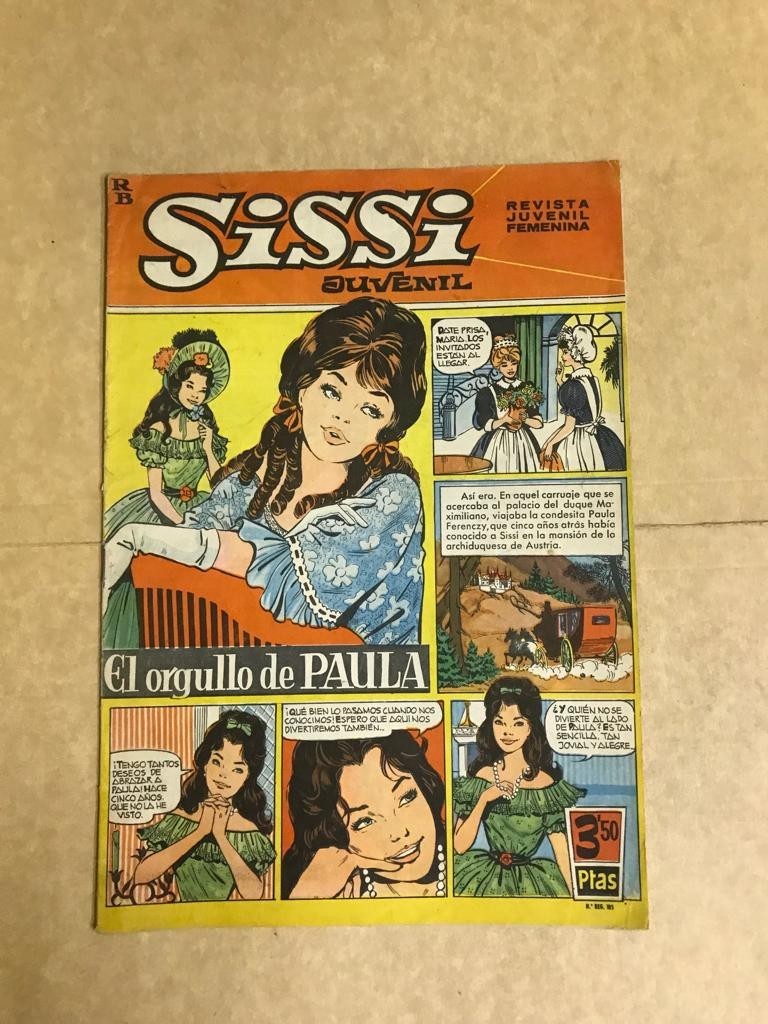 RB
Sissi
JUVENIL
REVISTA
JUVENIL
FEMENINA
DATE PRISA,
MARIA. LOS
INVITADOS
ESTAN AL
LLEGAR.
Así era. En aquel carruaje que se
acercaba al palacio del duque Ma-
ximiliano, viajaba la condesita Paula
Ferenczy, que cinco años atrás había
conocido a Sissi en la mansión de la
archiduquesa de Austria.
El orgullo de PAULA
¡TENGO TANTOS
DESEOS DE
ABRAZAR A
PAULA! HACE
CINCO AÑOS,
QUE NO LA HE
VISTO.
¡QUÉ BIEN LO PASAMOS CUANDO NOS
CONOCIMOS! ESPERO QUE AQUI NOS
DIVERTIREMOS TAMBIÉN...
¿Y QUIÉN NO SE
DIVIERTE AL LADO
DE PAULA? ES TAN
SENCILLA, TAN
JOVIAL Y ALEGRE...
3'50
Ptas
N.º REG. 185